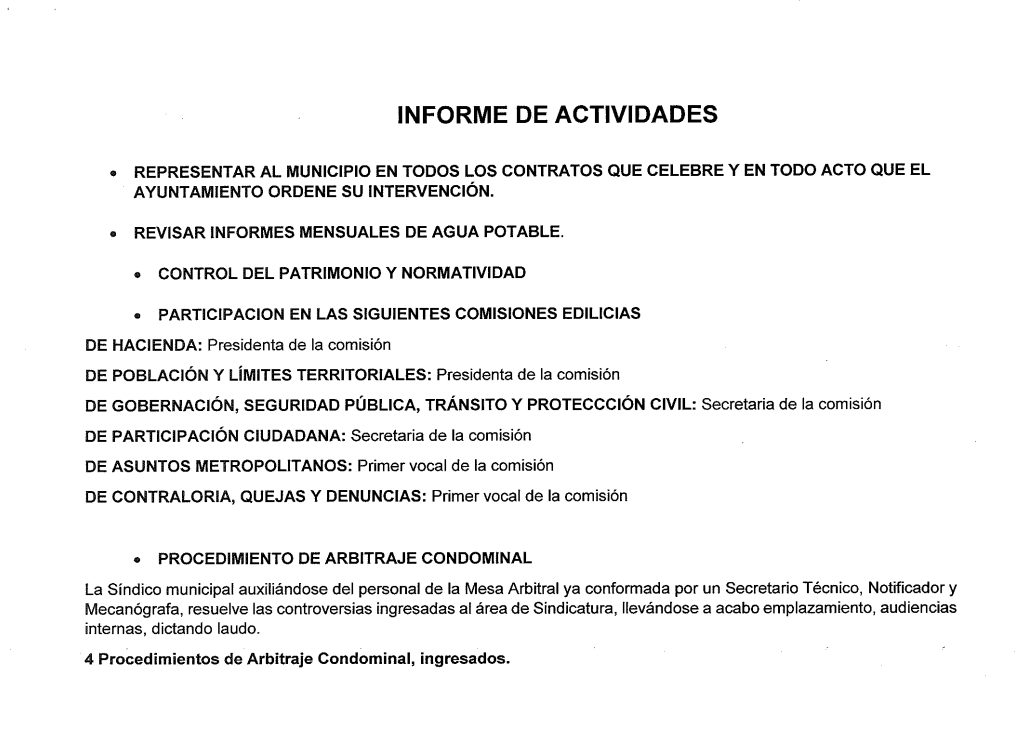 INFORME DE ACTIVIDADES
• REPRESENTAR AL MUNICIPIO EN TODOS LOS CONTRATOS QUE CELEBRE Y EN TODO ACTO QUE EL
AYUNTAMIENTO ORDENE SU INTERVENCIÓN.
• REVISAR INFORMES MENSUALES DE AGUA POTABLE.
• CONTROL DEL PATRIMONIO Y NORMATIVIDAD
• PARTICIPACION EN LAS SIGUIENTES COMISIONES EDILICIAS
DE HACIENDA: Presidenta de la comisión
DE POBLACIÓN Y LÍMITES TERRITORIALES: Presidenta de la comisión
DE GOBERNACIÓN, SEGURIDAD PÚBLICA, TRÁNSITO Y PROTECCCIÓN CIVIL: Secretaria de la comisión
DE PARTICIPACIÓN CIUDADANA: Secretaria de la comisión
DE ASUNTOS METROPOLITANOS: Primer vocal de la comisión
DE CONTRALORIA, QUEJAS Y DENUNCIAS: Primer vocal de la comisión
• PROCEDIMIENTO DE ARBITRAJE CONDOMINAL
La Síndico municipal auxiliándose del personal de la Mesa Arbitral ya conformada por un Secretario Técnico, Notificador y
Mecanógrafa, resuelve las controversias ingresadas al área de Sindicatura, llevándose a acabo emplazamiento, audiencias
internas, dictando laudo.
4 Procedimientos de Arbitraje Condominal, ingresados.